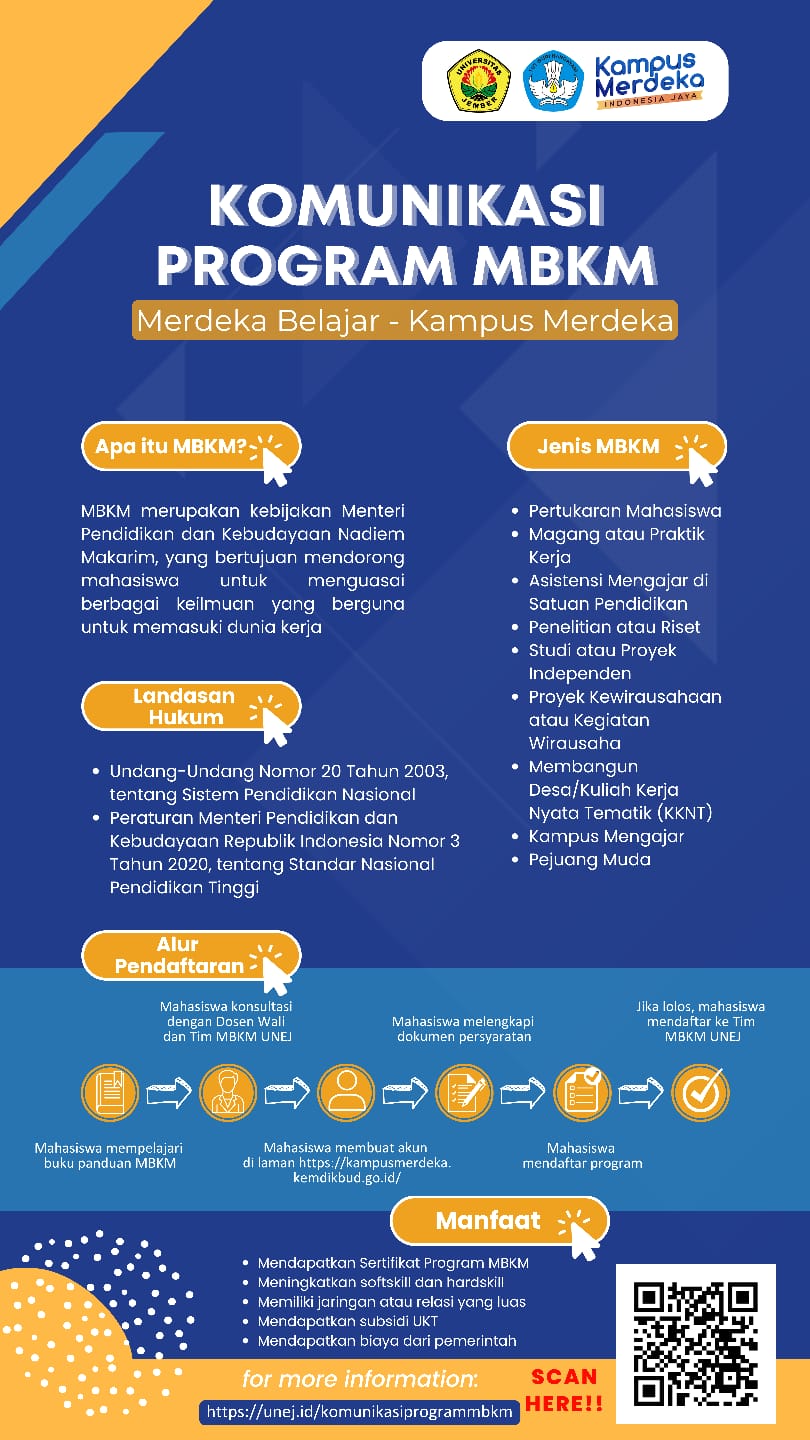 UNIVERSITAS
JEMBER
TUT WURI HANDAYANI
Kampus
Merdeka
INDONESIA JAYA
KOMUNIKASI
PROGRAM MBKM
Merdeka Belajar - Kampus Merdeka
Apa itu MBKM?
MBKM merupakan kebijakan Menteri
Pendidikan dan Kebudayaan Nadiem
Makarim, yang bertujuan mendorong
mahasiswa untuk menguasai
berbagai keilmuan yang berguna
untuk memasuki dunia kerja
Landasan
Hukum
• Undang-Undang Nomor 20 Tahun 2003,
tentang Sistem Pendidikan Nasional
• Peraturan Menteri Pendidikan dan
Kebudayaan Republik Indonesia Nomor 3
Tahun 2020, tentang Standar Nasional
Pendidikan Tinggi
Jenis MBKM
• Pertukaran Mahasiswa
• Magang atau Praktik
Kerja
• Asistensi Mengajar di
Satuan Pendidikan
• Penelitian atau Riset
• Studi atau Proyek
Independen
• Proyek Kewirausahaan
atau Kegiatan
Wirausaha
• Membangun
Desa/Kuliah Kerja
Nyata Tematik (KKNT)
• Kampus Mengajar
• Pejuang Muda
Alur
Pendaftaran
Mahasiswa mempelajari
buku panduan MBKM
Mahasiswa konsultasi
dengan Dosen Wali
dan Tim MBKM UNEJ
Mahasiswa membuat akun
di laman https://kampusmerdeka.
kemdikbud.go.id/
Mahasiswa melengkapi
dokumen persyaratan
Mahasiswa
mendaftar program
Jika lolos, mahasiswa
mendaftar ke Tim
MBKM UNEJ
Manfaat
• Mendapatkan Sertifikat Program MBKM
• Meningkatkan softskill dan hardskill
• Memiliki jaringan atau relasi yang luas
• Mendapatkan subsidi UKT
• Mendapatkan biaya dari pemerintah
for more information:
https://unej.id/komunikasiprogrammbkm
SCAN
HERE!!